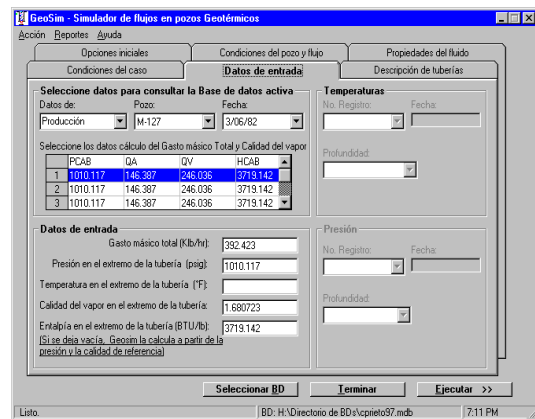 GeoSim - Simulador de flujos en pozos Geotérmicos
Acción Reportes Ayuda
Opciones iniciales
Condiciones del pozo y flujo
Propiedades del fluido
Condiciones del caso
Datos de entrada
Descripción de tuberías
Seleccione datos para consultar la Base de datos activa
Datos de:
Pozo:
Fecha:
Producción
M-127
3/06/82
Seleccione los datos cálculo del Gasto másico Total y Calidad del vapor
PCAB QA QV HCAB
1 1010.117 146.387 246.036 3719.142
2 1010.117 146.387 246.036 3719.142
3 1010.117 146.387 246.036 3719.142
Temperaturas
No. Registro: Fecha:
Profundidad:
Datos de entrada
Gasto másico total (Klb/hr): 392.423
Presión en el extremo de la tubería (psig): 1010.117
Temperatura en el extremo de la tubería (°F):
Calidad del vapor en el extremo de la tubería: 1.680723
Entalpía en el extremo de la tubería (BTU/lb): 3719.142
(Si se deja vacía, Geosim la calcula a partir de la
presión y la calidad de referencia)
Presión
No. Registro: Fecha:
Profundidad:
Seleccionar BD
Terminar
Ejecutar >>
Listo.
BD: H:\Directorio de BDs\cprieto97.mdb
7:11 PM